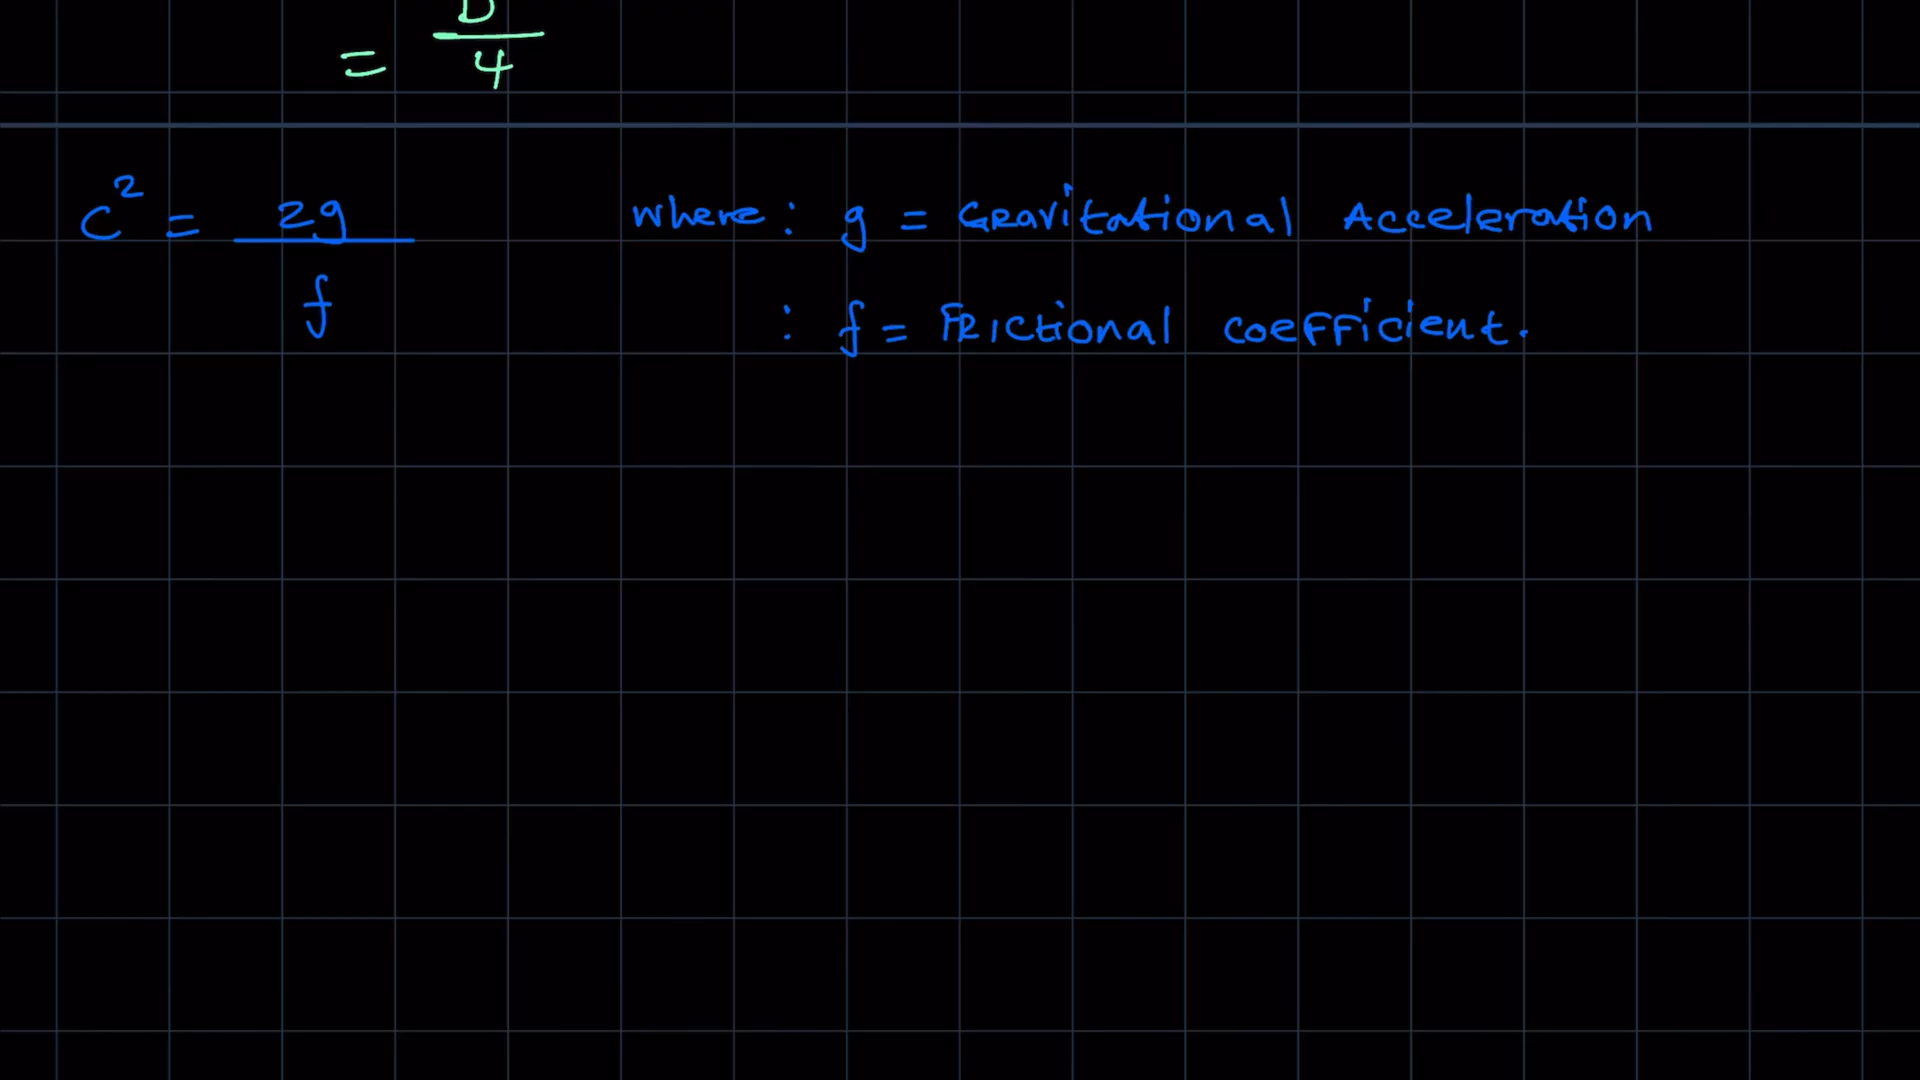 = D/4
C² = 2g/f where : g = Gravitational Acceleration
: f = Frictional coefficient.